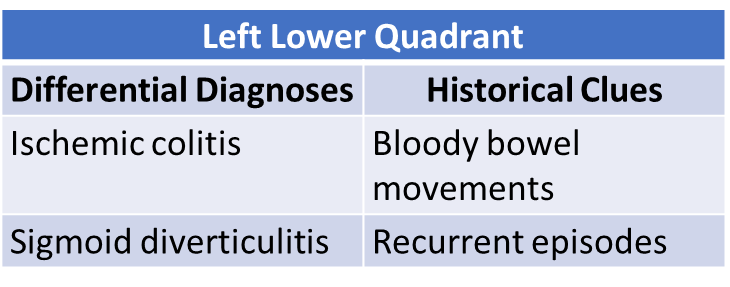 Left Lower Quadrant
Differential Diagnoses Historical Clues
Ischemic colitis Bloody bowel
movements
Sigmoid diverticulitis Recurrent episodes